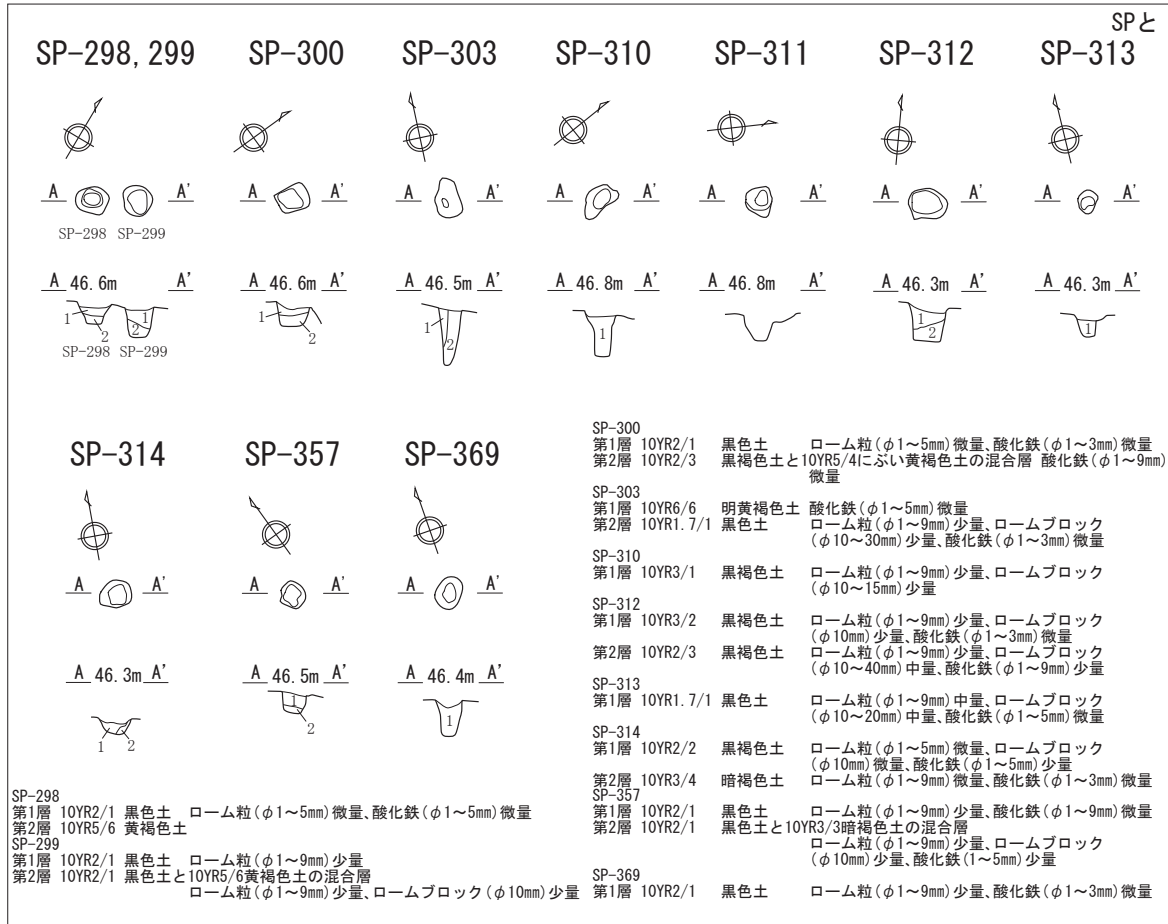 SPと
SP-298, 299 SP-300 SP-303 SP-310 SP-311 SP-312 SP-313
A A' A A' A A' A A' A A' A A' A A'
SP-298 SP-299
A 46.6m A' A 46.6m A' A 46.5m A' A 46.8m A' A 46.8m A' A 46.3m A' A 46.3m A'
1 2 2 1 1 2 1 2 1 1 2 1
SP-298 SP-299
SP-314 SP-357 SP-369
A A' A A' A A'
A 46.3m A' A 46.5m A' A 46.4m A'
1 2 1 2 1
SP-298
第1層 10YR2/1 黒色土 ローム粒(φ1～5㎜)微量、酸化鉄(φ1～5㎜)微量
第2層 10YR5/6 黄褐色土
SP-299
第1層 10YR2/1 黒色土 ローム粒(φ1～9㎜)少量
第2層 10YR2/1 黒色土と10YR5/6黄褐色土の混合層
ローム粒(φ1～9㎜)少量、ロームブロック(φ10㎜)少量
SP-300
第1層 10YR2/1 黒色土 ローム粒(φ1～5㎜)微量、酸化鉄(φ1～3㎜)微量
第2層 10YR2/3 黒褐色土と10YR5/4にぶい黄褐色土の混合層 酸化鉄(φ1～9㎜)
微量
SP-303
第1層 10YR6/6 明黄褐色土 酸化鉄(φ1～5㎜)微量
第2層 10YR1.7/1 黒色土 ローム粒(φ1～9㎜)少量、ロームブロック
(φ10～30㎜)少量、酸化鉄(φ1～3㎜)微量
SP-310
第1層 10YR3/1 黒褐色土 ローム粒(φ1～9㎜)少量、ロームブロック
(φ10～15㎜)少量
SP-312
第1層 10YR3/2 黒褐色土 ローム粒(φ1～9㎜)少量、ロームブロック
(φ10㎜)少量、酸化鉄(φ1～3㎜)微量
第2層 10YR2/3 黒褐色土 ローム粒(φ1～9㎜)少量、ロームブロック
(φ10～40㎜)中量、酸化鉄(φ1～9㎜)少量
SP-313
第1層 10YR1.7/1 黒色土 ローム粒(φ1～9㎜)中量、ロームブロック
(φ10～20㎜)中量、酸化鉄(φ1～5㎜)微量
SP-314
第1層 10YR2/2 黒褐色土 ローム粒(φ1～5㎜)微量、ロームブロック
(φ10㎜)微量、酸化鉄(φ1～5㎜)少量
第2層 10YR3/4 暗褐色土 ローム粒(φ1～9㎜)微量、酸化鉄(φ1～3㎜)微量
SP-357
第1層 10YR2/1 黒色土 ローム粒(φ1～9㎜)少量、酸化鉄(φ1～9㎜)微量
第2層 10YR2/1 黒色土と10YR3/3暗褐色土の混合層
ローム粒(φ1～9㎜)少量、ロームブロック
(φ10㎜)少量、酸化鉄(1～5㎜)少量
SP-369
第1層 10YR2/1 黒色土 ローム粒(φ1～9㎜)少量、酸化鉄(φ1～3㎜)微量